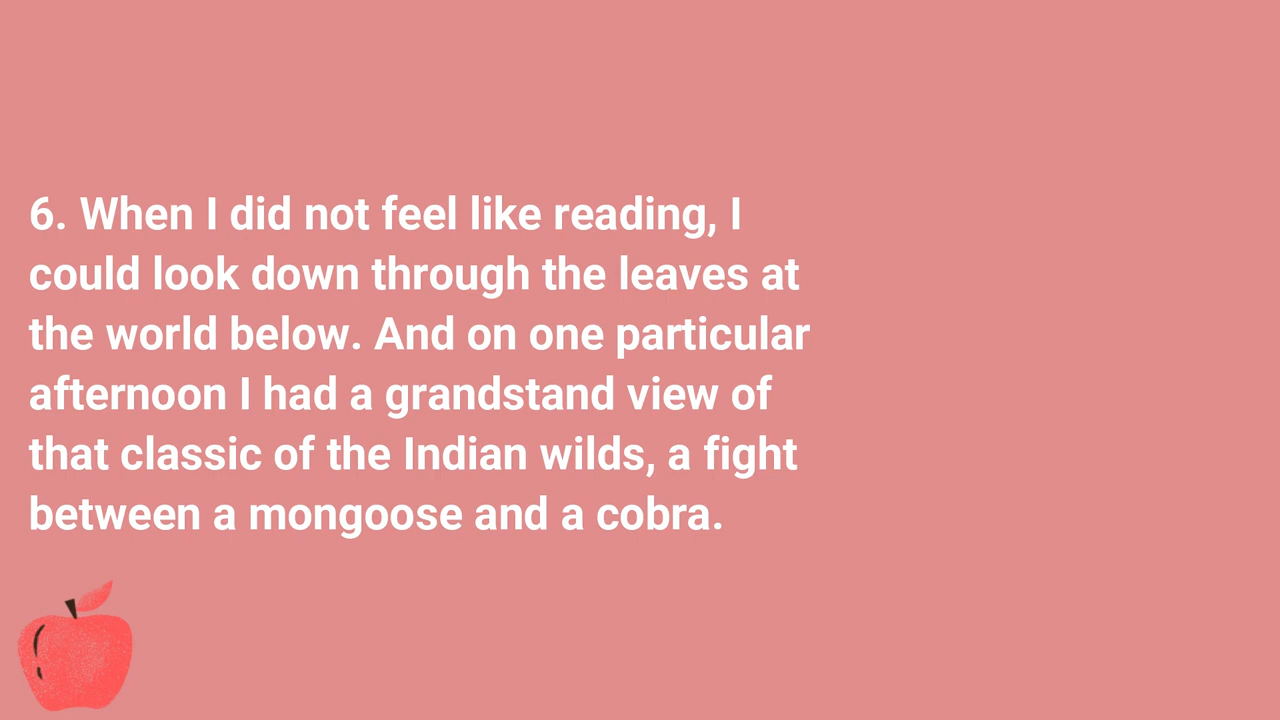 6. When I did not feel like reading, I
could look down through the leaves at
the world below. And on one particular
afternoon I had a grandstand view of
that classic of the Indian wilds, a fight
between a mongoose and a cobra.